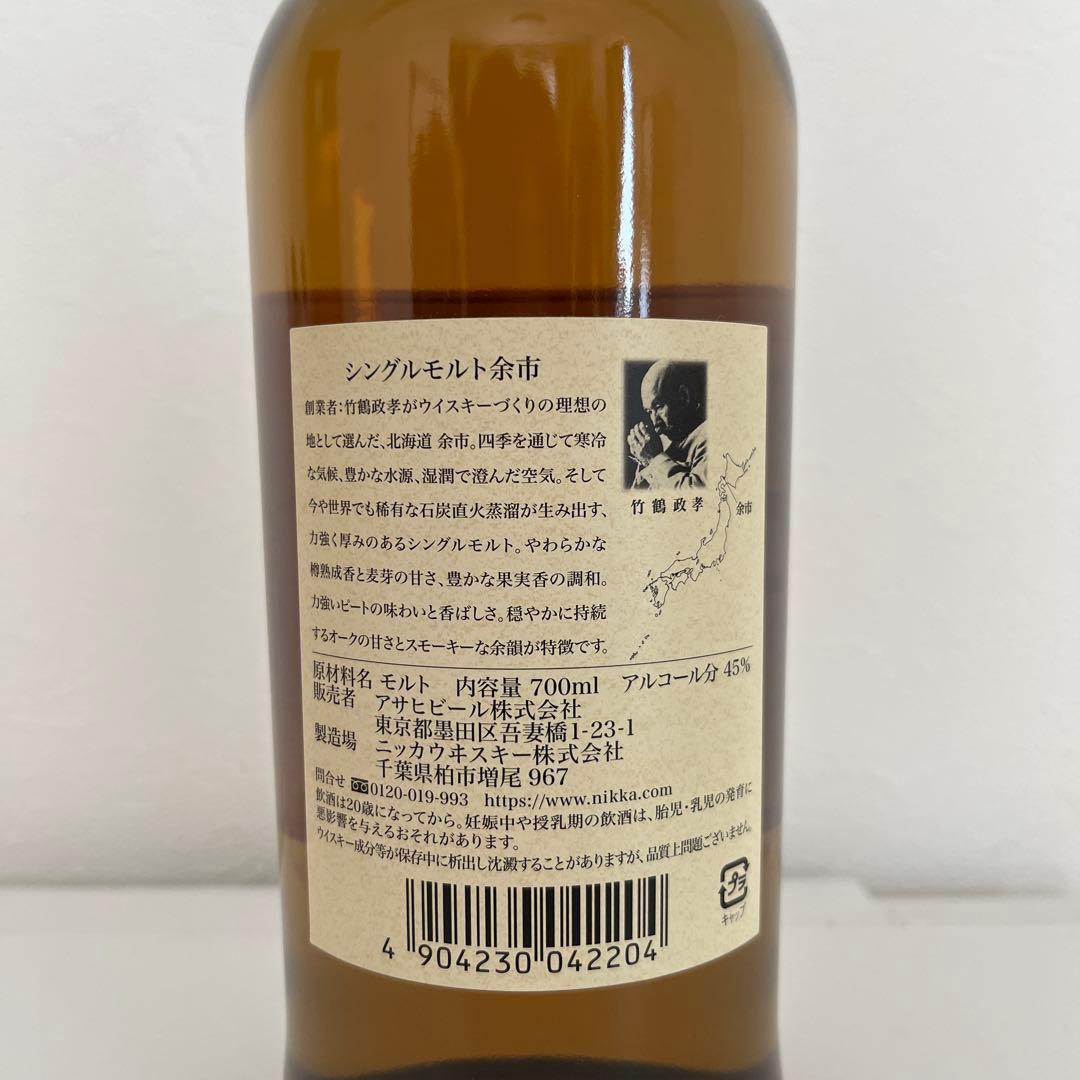 シングルモルト余市
創業者:竹鶴政孝がウイスキーづくりの理想の
地として選んだ、北海道 余市。四季を通じて寒冷
な気候、豊かな水源、湿潤で澄んだ空気。そして
今や世界でも稀有な石炭直火蒸溜が生み出す、
力強く厚みのあるシングルモルト。やわらかな
樽熟成香と麦芽の甘さ、豊かな果実香の調和。
力強いピートの味わいと香ばしさ。穏やかに持続
するオークの甘さとスモーキーな余韻が特徴です。
竹鶴政孝
余市
原材料名 モルト 内容量 700ml アルコール分 45%
販売者 アサヒビール株式会社
東京都墨田区吾妻橋1-23-1
製造場 ニッカウヰスキー株式会社
千葉県柏市増尾 967
問合せ 0120-019-993 https://www.nikka.com
飲酒は20歳になってから。妊娠中や授乳期の飲酒は、胎児・乳児の発育に
悪影響を与えるおそれがあります。
ウイスキー成分等が保存中に析出し沈澱することがありますが、品質上問題ございません。
プラ
キャップ
4 904230 042204